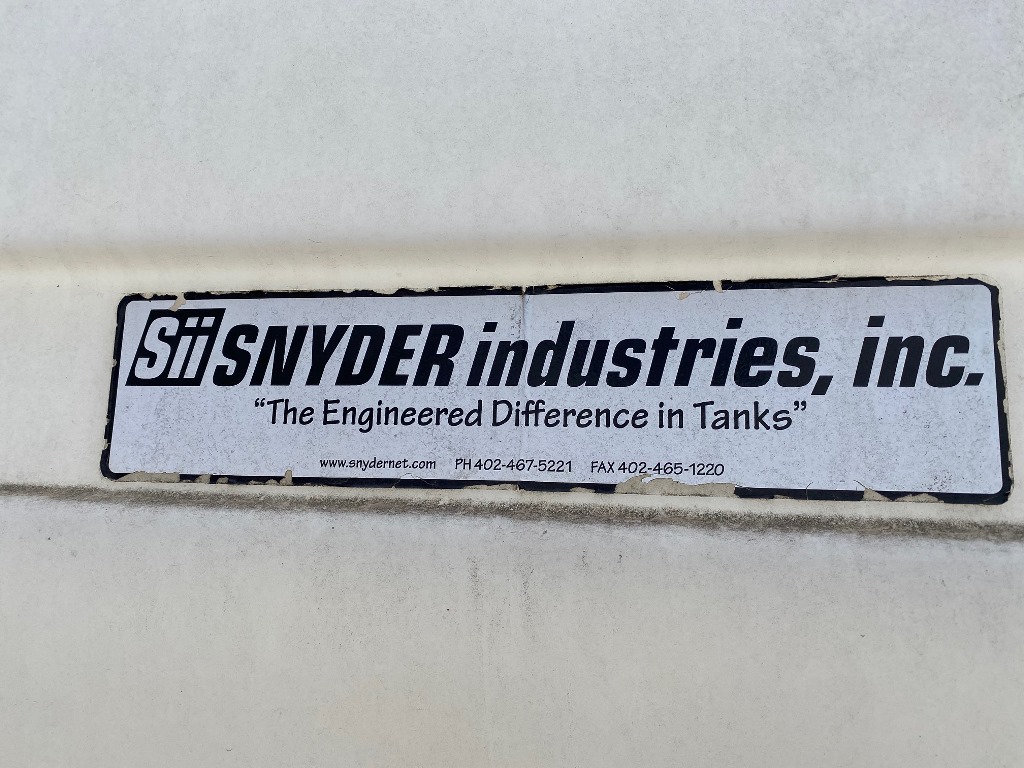 Sii SNYDER industries, inc.
“The Engineered Difference in Tanks”
www.snydernet.com PH 402-467-5221 FAX 402-465-1220